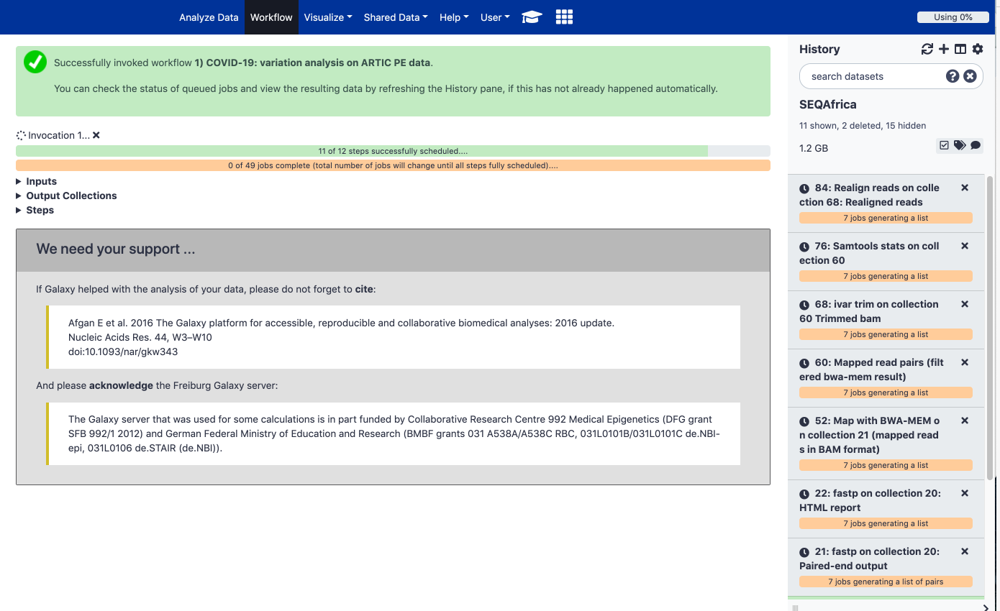 Analyze Data Workflow Visualize Shared Data Help User Using 0%
Successfully invoked workflow 1) COVID-19: variation analysis on ARTIC PE data.
You can check the status of queued jobs and view the resulting data by refreshing the History pane, if this has not already happened automatically.
Invocation 1...
11 of 12 steps successfully scheduled....
0 of 49 jobs complete (total number of jobs will change until all steps fully scheduled)....
Inputs
Output Collections
Steps
We need your support ...
If Galaxy helped with the analysis of your data, please do not forget to cite:
Afgan E et al. 2016 The Galaxy platform for accessible, reproducible and collaborative biomedical analyses: 2016 update.
Nucleic Acids Res. 44, W3–W10
doi:10.1093/nar/gkw343
And please acknowledge the Freiburg Galaxy server:
The Galaxy server that was used for some calculations is in part funded by Collaborative Research Centre 992 Medical Epigenetics (DFG grant
SFB 992/1 2012) and German Federal Ministry of Education and Research (BMBF grants 031 A538A/A538C RBC, 031L0101B/031L0101C de.NBI-
epi, 031L0106 de.STAIR (de.NBI)).
History
search datasets
SEQAfrica
11 shown, 2 deleted, 15 hidden
1.2 GB
84: Realign reads on colle
ction 68: Realigned reads
7 jobs generating a list
76: Samtools stats on coll
ection 60
7 jobs generating a list
68: ivar trim on collection
60 Trimmed bam
7 jobs generating a list
60: Mapped read pairs (filt
ered bwa-mem result)
7 jobs generating a list
52: Map with BWA-MEM o
n collection 21 (mapped read
s in BAM format)
7 jobs generating a list
22: fastp on collection 20:
HTML report
7 jobs generating a list
21: fastp on collection 20:
Paired-end output
7 jobs generating a list of pairs